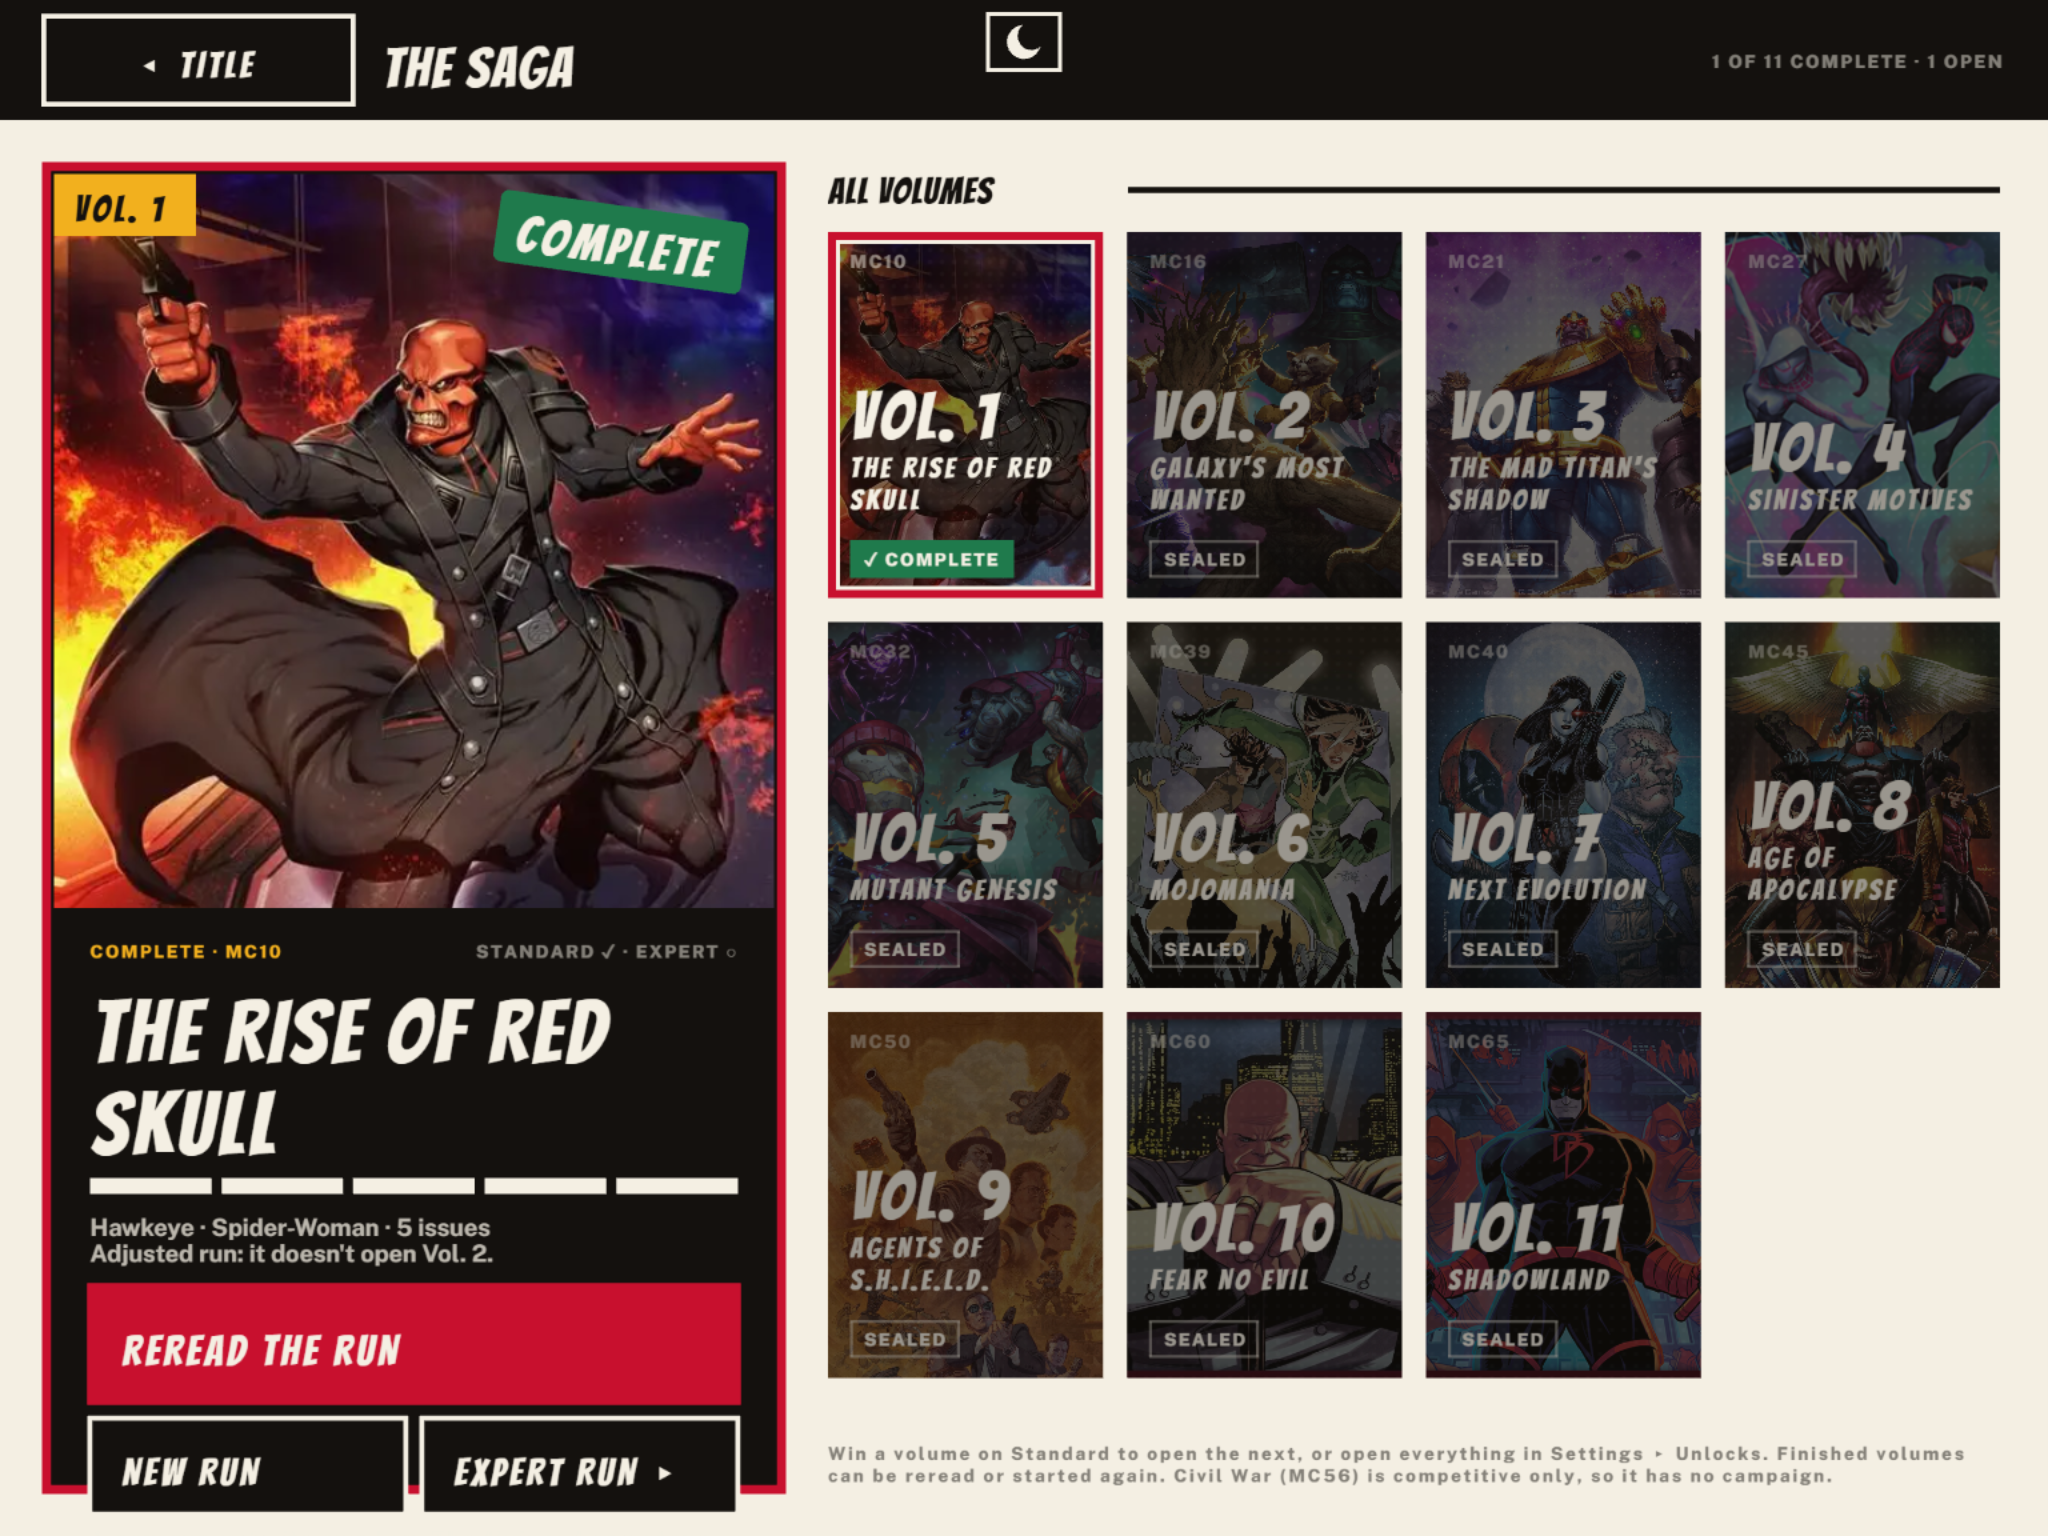 ◂ TITLE
THE SAGA
1 OF 11 COMPLETE · 1 OPEN
VOL. 1
COMPLETE
COMPLETE · MC10
STANDARD ✓ · EXPERT ○
THE RISE OF RED
SKULL
Hawkeye · Spider-Woman · 5 issues
Adjusted run: it doesn't open Vol. 2.
REREAD THE RUN
NEW RUN
EXPERT RUN ▸
ALL VOLUMES
MC10
VOL. 1
THE RISE OF RED
SKULL
✓ COMPLETE
MC16
VOL. 2
GALAXY'S MOST
WANTED
SEALED
MC21
VOL. 3
THE MAD TITAN'S
SHADOW
SEALED
MC27
VOL. 4
SINISTER MOTIVES
SEALED
MC32
VOL. 5
MUTANT GENESIS
SEALED
MC39
VOL. 6
MOJOMANIA
SEALED
MC40
VOL. 7
NEXT EVOLUTION
SEALED
MC45
VOL. 8
AGE OF
APOCALYPSE
SEALED
MC50
VOL. 9
AGENTS OF
S.H.I.E.L.D.
SEALED
MC60
VOL. 10
FEAR NO EVIL
SEALED
MC65
VOL. 11
SHADOWLAND
SEALED
Win a volume on Standard to open the next, or open everything in Settings ▸ Unlocks. Finished volumes
can be reread or started again. Civil War (MC56) is competitive only, so it has no campaign.